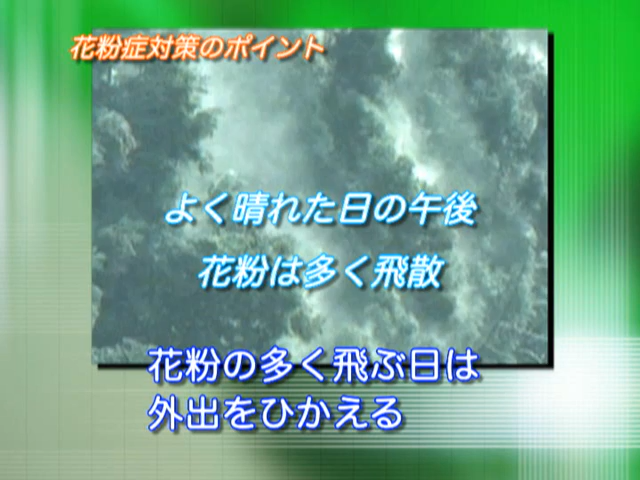 花粉症対策のポイント
よく晴れた日の午後
花粉は多く飛散
花粉の多く飛ぶ日は
外出をひかえる